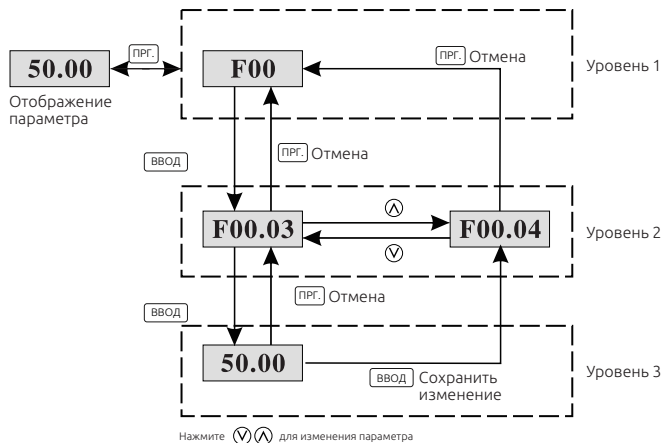 ПРГ.
50.00
Отображение
параметра
F00
ПРГ. Отмена
Уровень 1
ПРГ. Отмена
ВВОД
F00.03
F00.04
Уровень 2
ПРГ. Отмена
ВВОД
50.00
Уровень 3
ВВОД Сохранить
изменение
Нажмите для изменения параметра